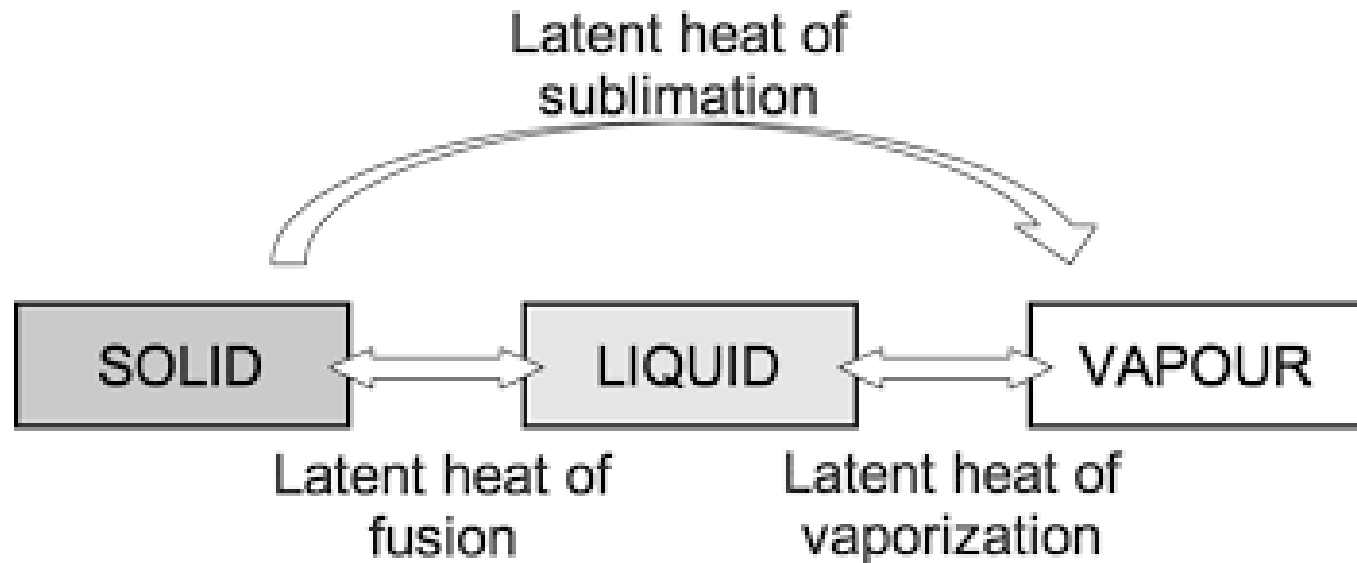 Latent heat of
sublimation
SOLID
LIQUID
VAPOUR
Latent heat of
fusion
Latent heat of
vaporization